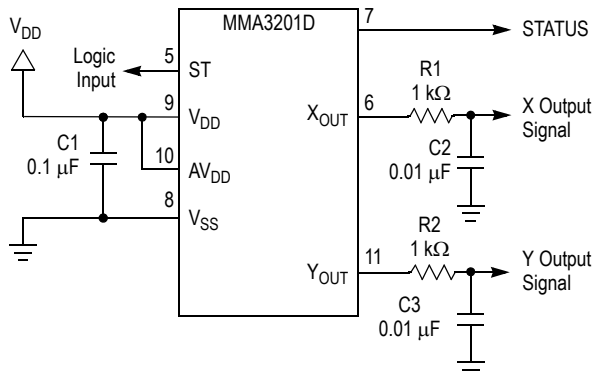 MMA3201D
V_DD
7
STATUS
Logic
Input
5
ST
R1
1 kΩ
6
X_OUT
X Output
Signal
9
V_DD
C1
0.1 μF
C2
0.01 μF
10
AV_DD
8
V_SS
R2
1 kΩ
11
Y_OUT
Y Output
Signal
C3
0.01 μF